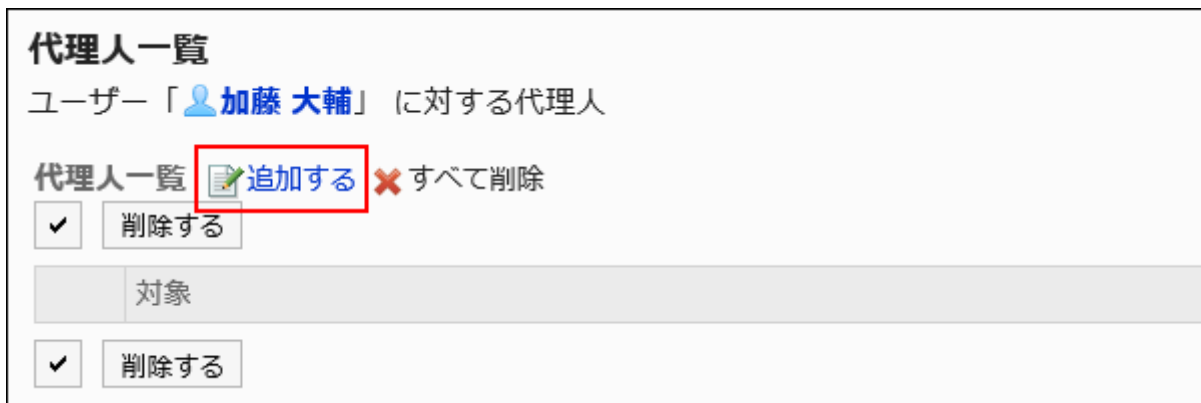 代理人一覧
ユーザー「加藤 大輔」 に対する代理人
代理人一覧 追加する すべて削除
削除する
対象
削除する